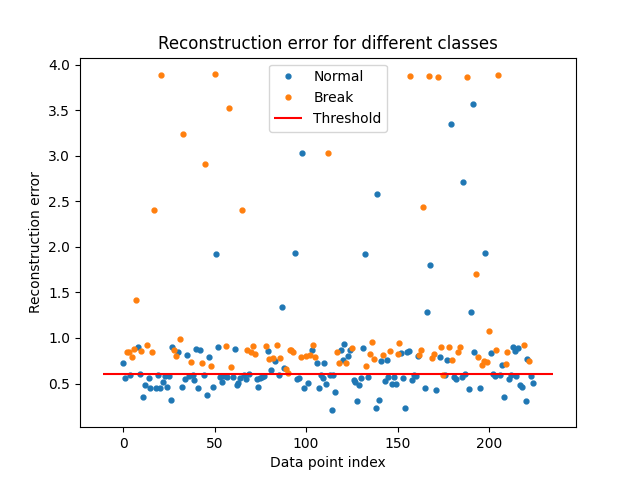 Reconstruction error for different classes
Normal
Break
Threshold
Reconstruction error
4.0
3.5
3.0
2.5
2.0
1.5
1.0
0.5
0
50
100
150
200
Data point index